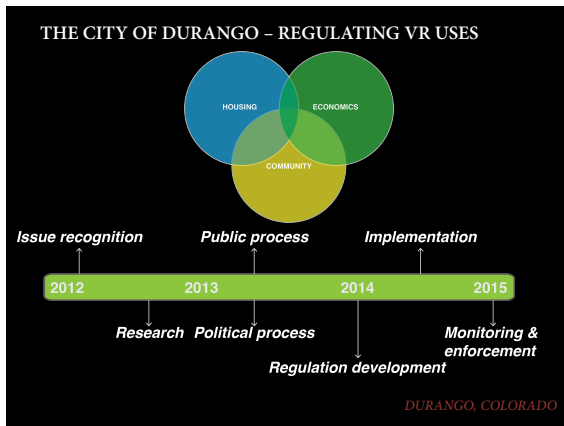 THE CITY OF DURANGO – REGULATING VR USES
HOUSING
ECONOMICS
COMMUNITY
Issue recognition
Public process
Implementation
2012
2013
2014
2015
Research
Political process
Monitoring &
enforcement
Regulation development
DURANGO, COLORADO